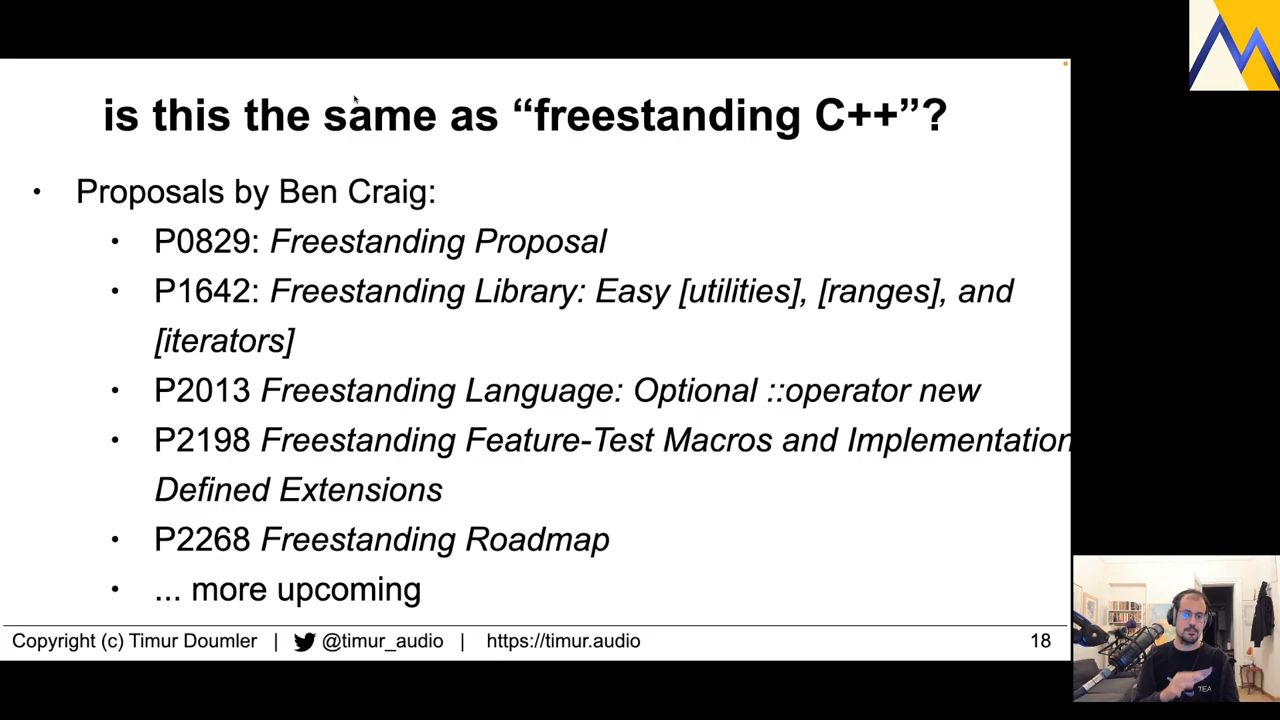 is this the same as “freestanding C++”?
• Proposals by Ben Craig:
• P0829: Freestanding Proposal
• P1642: Freestanding Library: Easy [utilities], [ranges], and
[iterators]
• P2013 Freestanding Language: Optional ::operator new
• P2198 Freestanding Feature-Test Macros and Implementation
Defined Extensions
• P2268 Freestanding Roadmap
• ... more upcoming
Copyright (c) Timur Doumler | @timur_audio | https://timur.audio 18
TEA